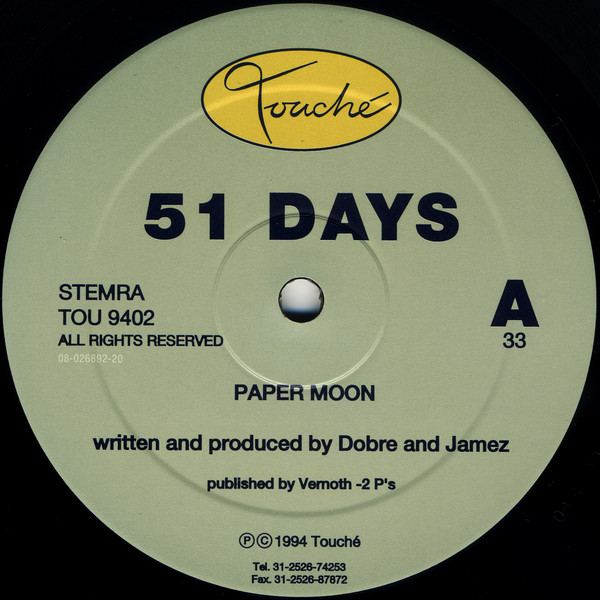 Touché
51 DAYS
STEMRA
TOU 9402
ALL RIGHTS RESERVED
08-026892-20
A
33
PAPER MOON
written and produced by Dobre and Jamez
published by Vernoth -2 P's
ⓅⒸ1994 Touché
Tel. 31-2526-74253
Fax. 31-2526-87872